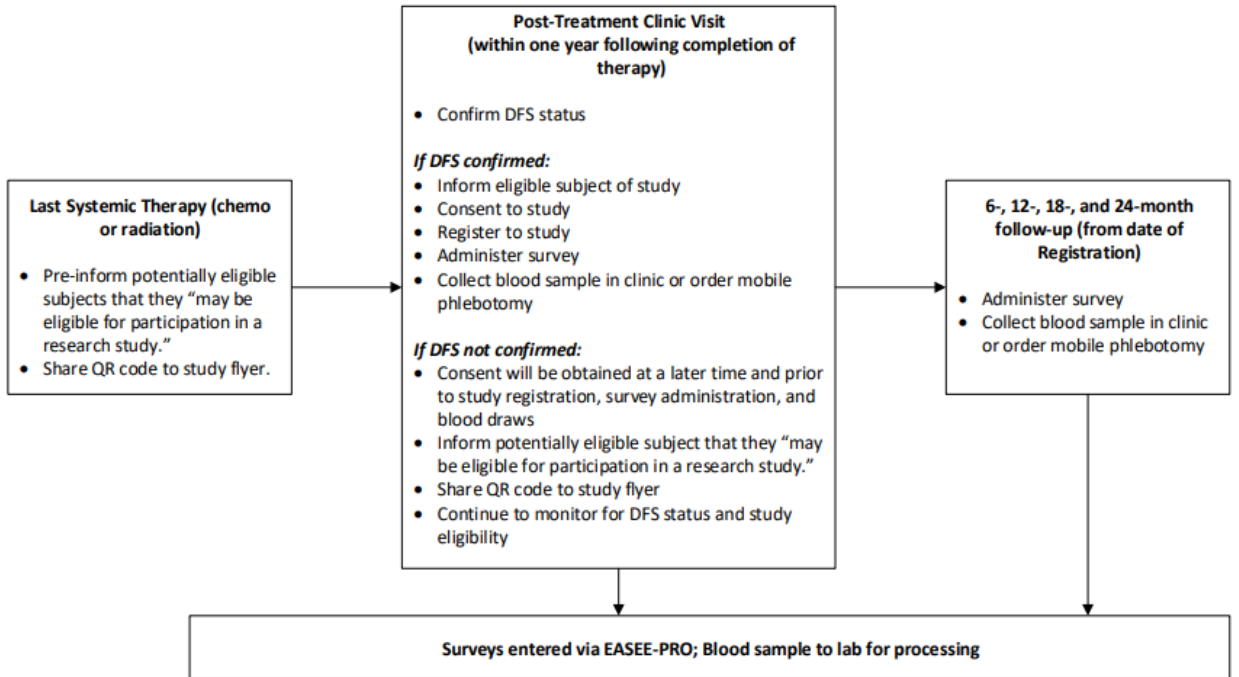 Last Systemic Therapy (chemo
or radiation)
• Pre-inform potentially eligible
subjects that they “may be
eligible for participation in a
research study.”
• Share QR code to study flyer.
Post-Treatment Clinic Visit
(within one year following completion of
therapy)
• Confirm DFS status
If DFS confirmed:
• Inform eligible subject of study
• Consent to study
• Register to study
• Administer survey
• Collect blood sample in clinic or order mobile
phlebotomy
If DFS not confirmed:
• Consent will be obtained at a later time and prior
to study registration, survey administration, and
blood draws
• Inform potentially eligible subject that they “may
be eligible for participation in a research study.”
• Share QR code to study flyer
• Continue to monitor for DFS status and study
eligibility
6-, 12-, 18-, and 24-month
follow-up (from date of
Registration)
• Administer survey
• Collect blood sample in clinic
or order mobile phlebotomy
Surveys entered via EASEE-PRO; Blood sample to lab for processing